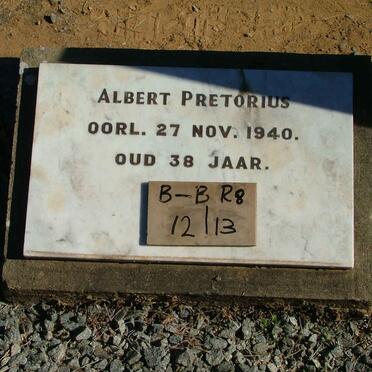 ALBERT PRETORIUS
OORL. 27 NOV. 1940.
OUD 38 JAAR.
B-B R8
12/13